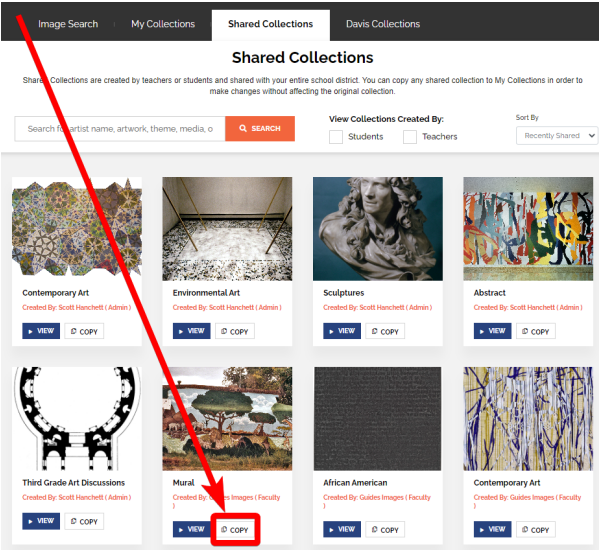 Image Search My Collections Shared Collections Davis Collections
Shared Collections
Shared Collections are created by teachers or students and shared with your entire school district. You can copy any shared collection to My Collections in order to
make changes without affecting the original collection.
View Collections Created By:
Sort By
Search for artist name, artwork, theme, media, o
SEARCH
Students Teachers
Recently Shared
Contemporary Art Environmental Art Sculptures Abstract
Created By: Scott Hanchett ( Admin ) Created By: Scott Hanchett ( Admin ) Created By: Scott Hanchett ( Admin ) Created By: Scott Hanchett ( Admin )
VIEW COPY VIEW COPY VIEW COPY VIEW COPY
Third Grade Art Discussions Mural African American Contemporary Art
Created By: Scott Hanchett ( Admin ) Created By: Guides Images ( Faculty Created By: Guides Images ( Faculty Created By: Guides Images ( Faculty
) ) )
VIEW COPY VIEW COPY VIEW COPY VIEW COPY